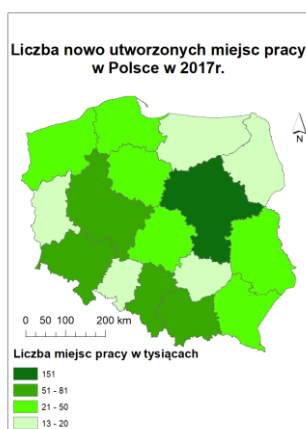 Liczba nowo utworzonych miejsc pracy
w Polsce w 2017r.
N
0 50 100 200 km
Liczba miejsc pracy w tysiącach
151
51 - 81
21 - 50
13 - 20